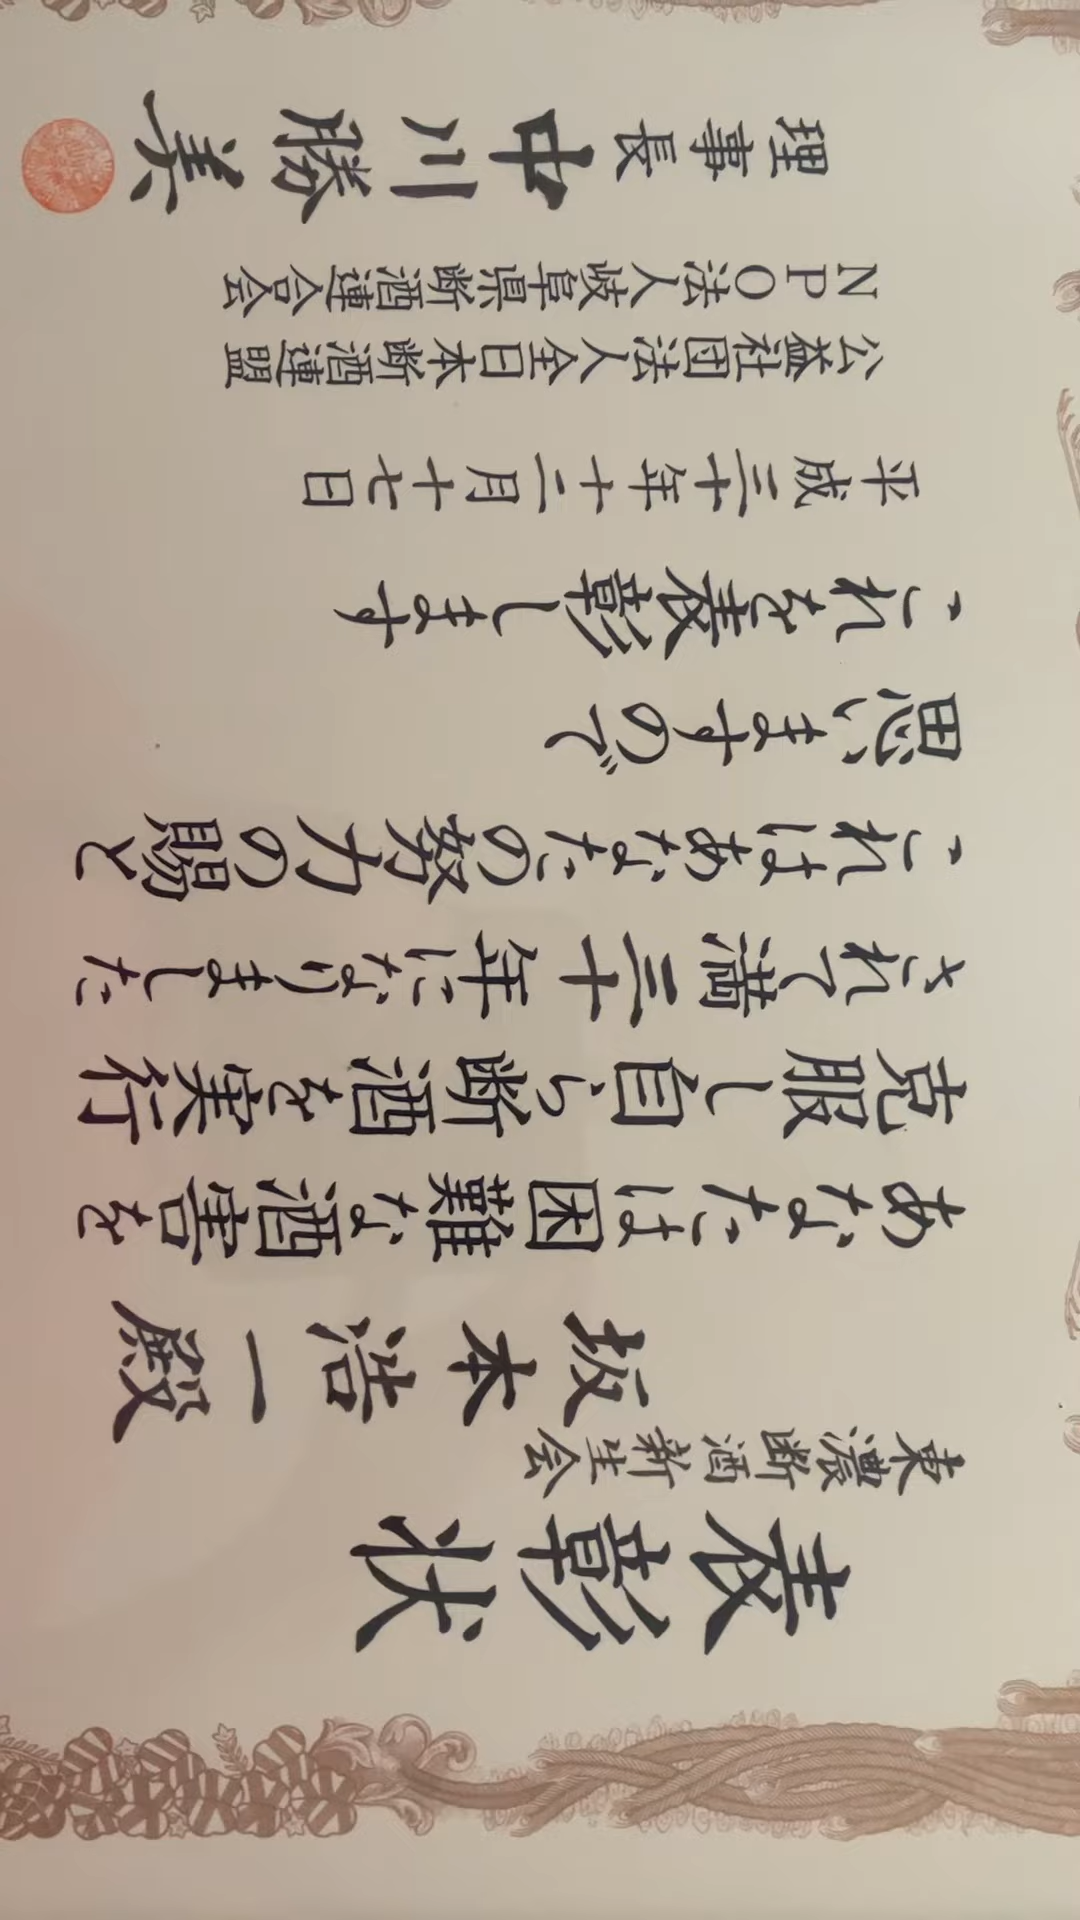 表彰状
東濃断酒新生会
坂本浩一殿
あなたは困難な酒害を
克服し自ら断酒を実行
されて満三十年になりました
これはあなたの努力の賜と
思いますので
これを表彰します
平成三十年十二月十七日
公益社団法人全日本断酒連盟
NPO法人岐阜県断酒連合会
理事長 中川勝美